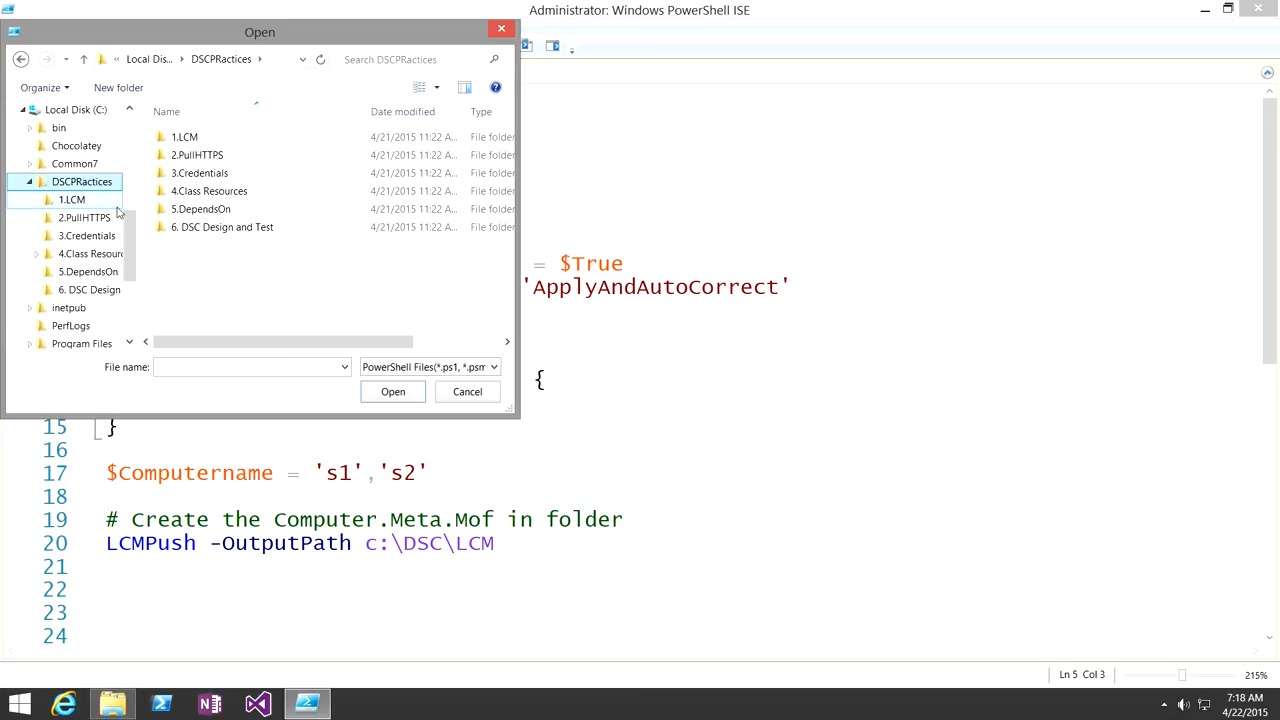 Administrator: Windows PowerShell ISE
Open
Local Dis... DSCPRactices Search DSCPRactices
Organize New folder
Local Disk (C:)
bin
Chocolatey
Common7
DSCPRactices
1.LCM
2.PullHTTPS
3.Credentials
4.Class Resourc
5.DependsOn
6. DSC Design
inetpub
PerfLogs
Program Files
Name Date modified Type
1.LCM 4/21/2015 11:22 A... File folder
2.PullHTTPS 4/21/2015 11:22 A... File folder
3.Credentials 4/21/2015 11:22 A... File folder
4.Class Resources 4/21/2015 11:22 A... File folder
5.DependsOn 4/21/2015 11:22 A... File folder
6. DSC Design and Test 4/21/2015 11:22 A... File folder
File name: PowerShell Files(*.ps1, *.psm
Open Cancel
= $True
'ApplyAndAutoCorrect'
{
15 }
16
17 $Computername = 's1','s2'
18
19 # Create the Computer.Meta.Mof in folder
20 LCMPush -OutputPath c:\DSC\LCM
21
22
23
24
Ln 5 Col 3 215%
7:18 AM
4/22/2015